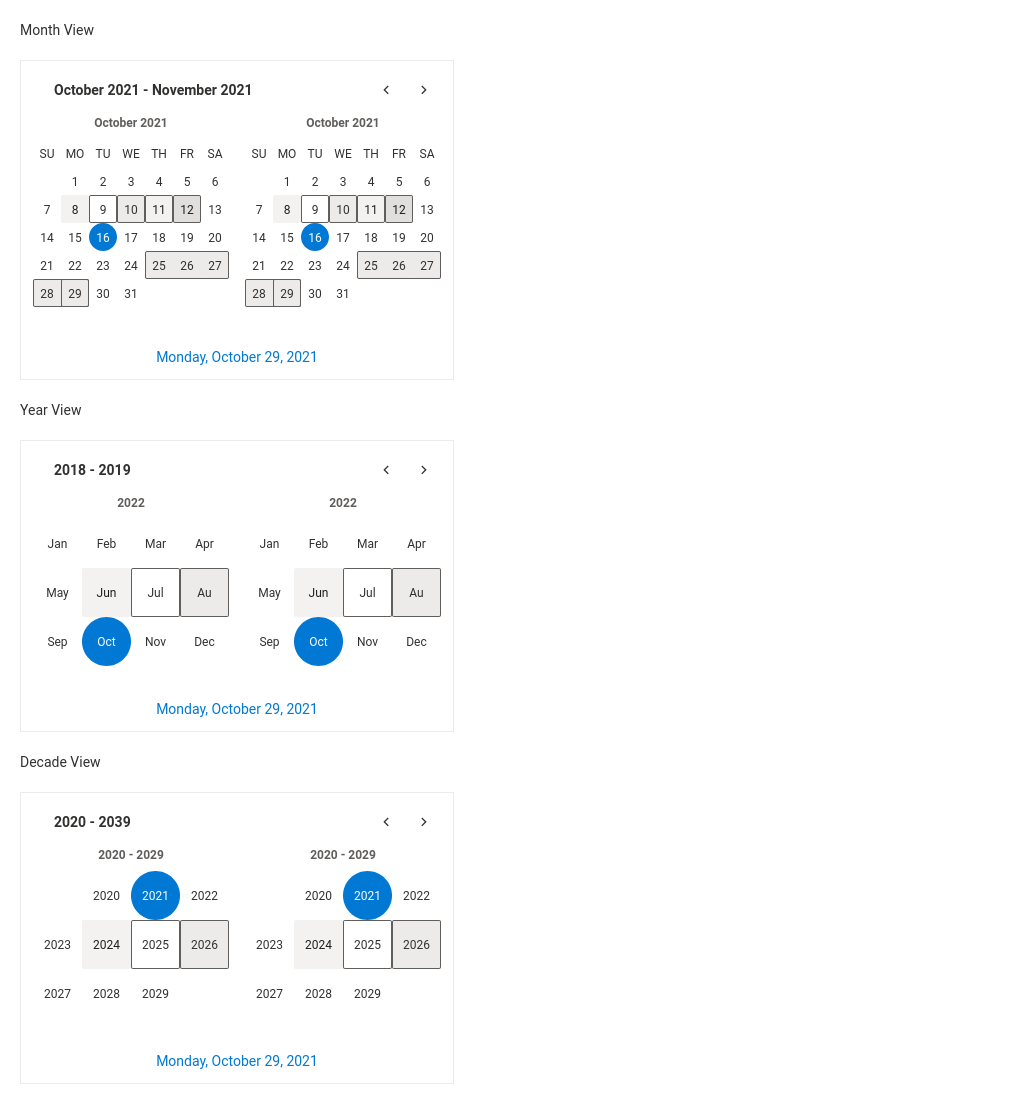 Month View
October 2021 - November 2021
October 2021 October 2021
SU MO TU WE TH FR SA SU MO TU WE TH FR SA
1 2 3 4 5 6 1 2 3 4 5 6
7 8 9 10 11 12 13 7 8 9 10 11 12 13
14 15 16 17 18 19 20 14 15 16 17 18 19 20
21 22 23 24 25 26 27 21 22 23 24 25 26 27
28 29 30 31 28 29 30 31
Monday, October 29, 2021
Year View
2018 - 2019
2022 2022
Jan Feb Mar Apr Jan Feb Mar Apr
May Jun Jul Au May Jun Jul Au
Sep Oct Nov Dec Sep Oct Nov Dec
Monday, October 29, 2021
Decade View
2020 - 2039
2020 - 2029 2020 - 2029
2020 2021 2022 2020 2021 2022
2023 2024 2025 2026 2023 2024 2025 2026
2027 2028 2029 2027 2028 2029
Monday, October 29, 2021